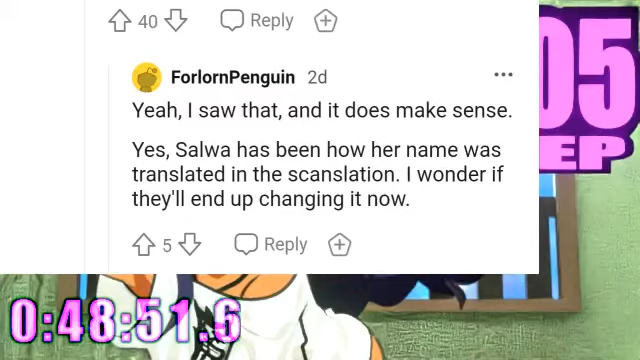 40 Reply
ForlornPenguin 2d
Yeah, I saw that, and it does make sense.
Yes, Salwa has been how her name was
translated in the scanslation. I wonder if
they'll end up changing it now.
5 Reply
05
EP
0:48:51.6